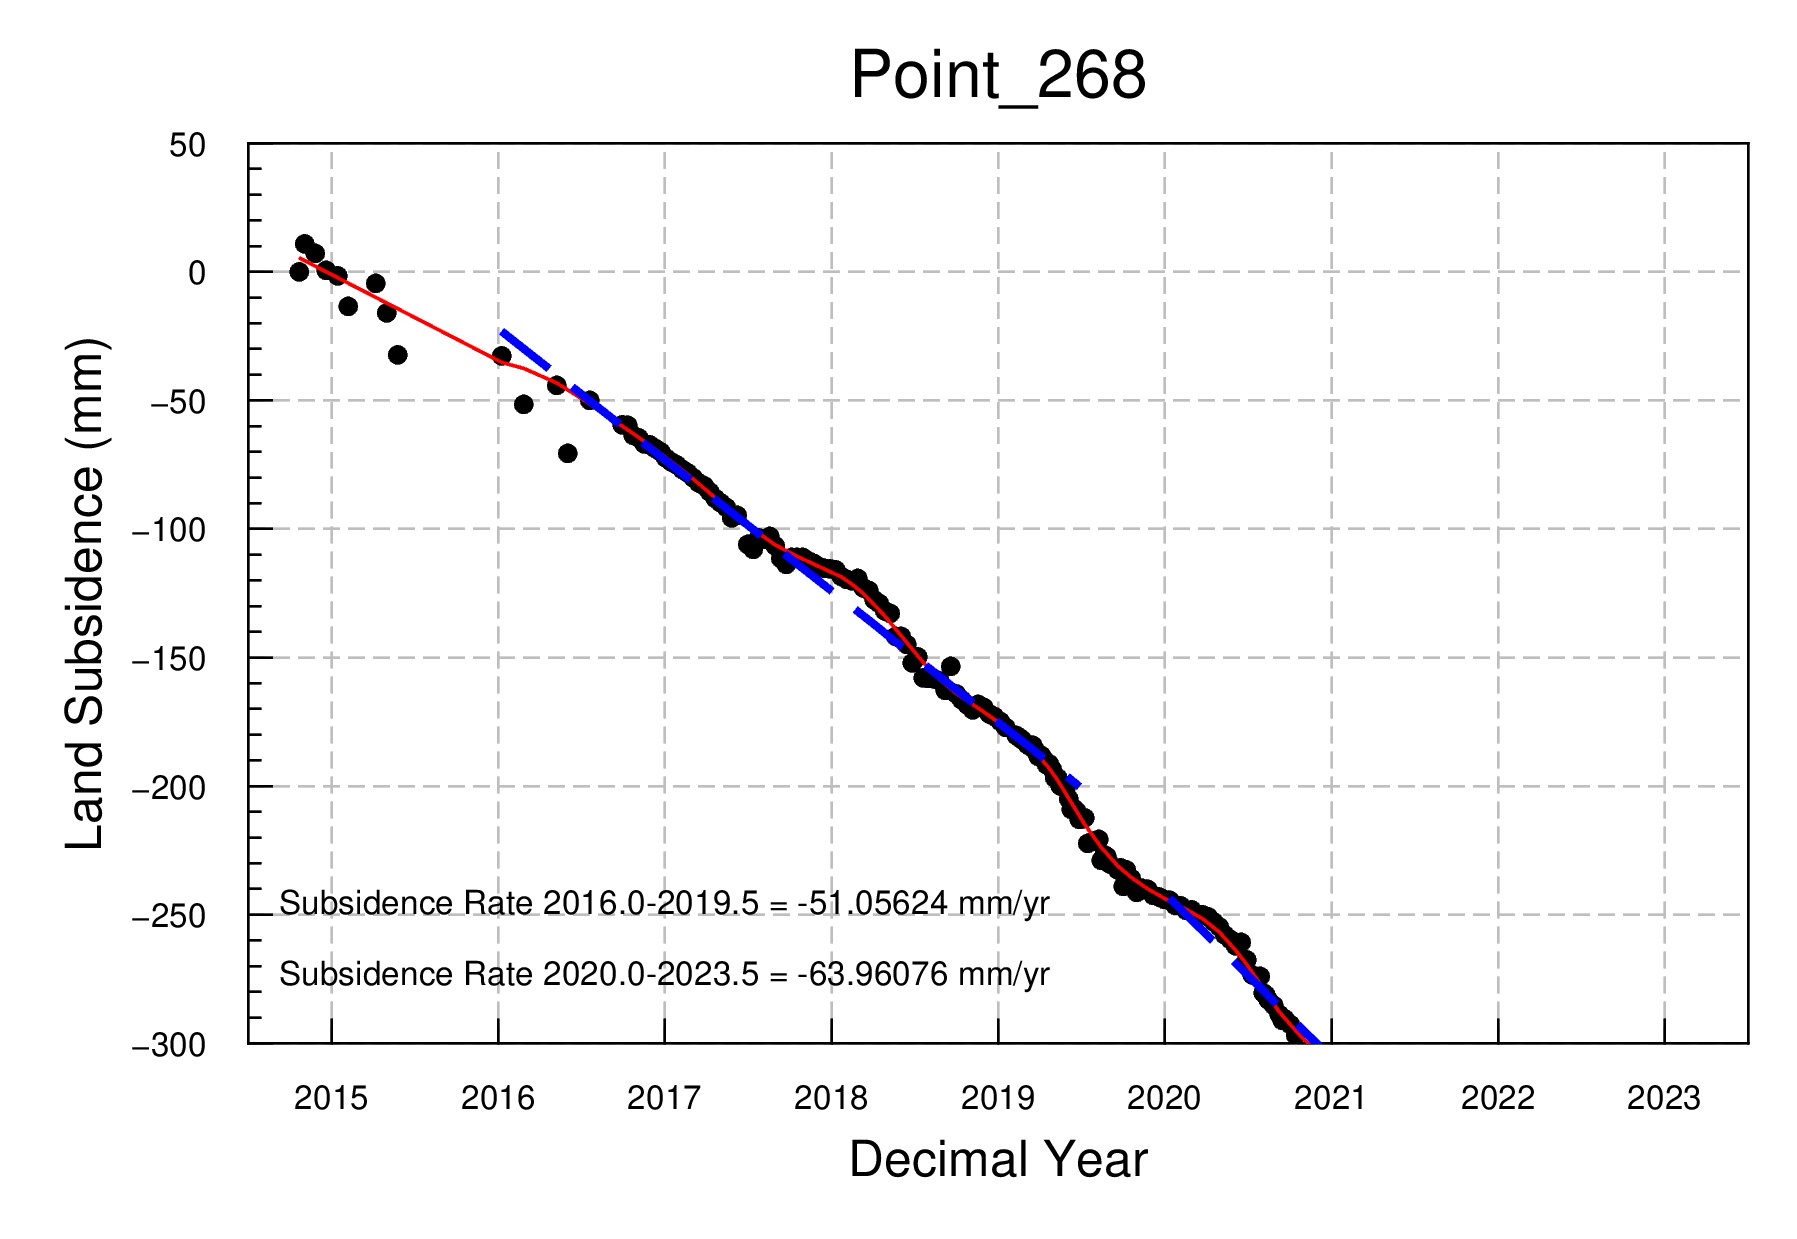 Point_268
50
0
−50
−100
−150
−200
−250
−300
Land Subsidence (mm)
Subsidence Rate 2016.0-2019.5 = -51.05624 mm/yr
Subsidence Rate 2020.0-2023.5 = -63.96076 mm/yr
2015 2016 2017 2018 2019 2020 2021 2022 2023
Decimal Year